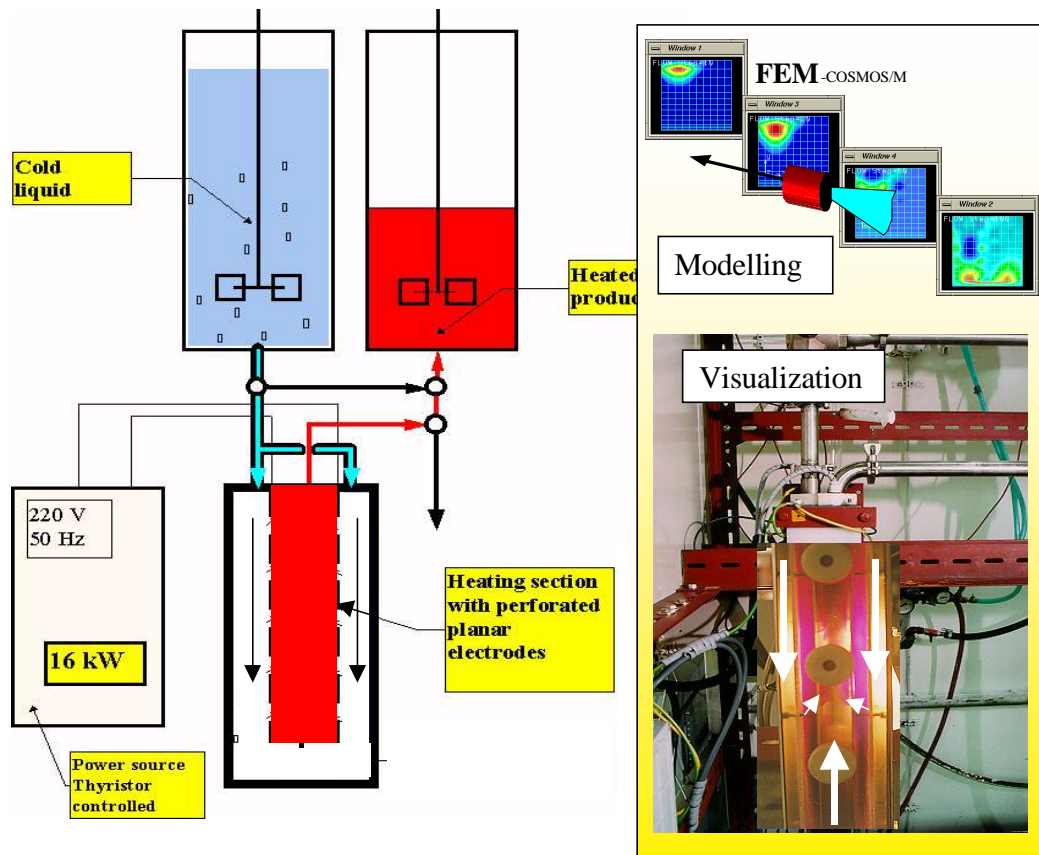 Cold
liquid
Heated
produc
220 V
50 Hz
16 kW
Heating section
with perforated
planar
electrodes
Power source
Thyristor
controlled
Window 1
FEM-COSMOS/M
Window 3
Window 4
Window 2
Modelling
Visualization